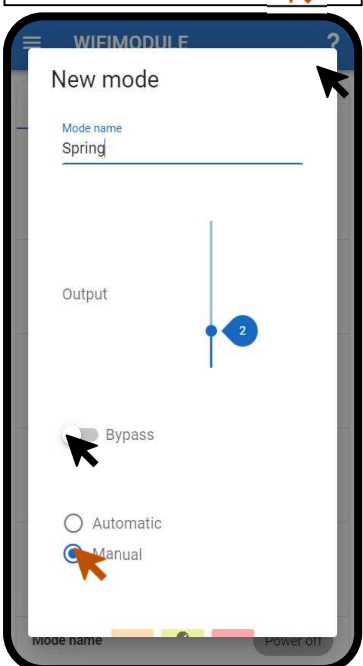 WIFIMODULE ?
New mode
Mode name
Spring
Output
2
Bypass
Automatic
Manual
Mode name Power off